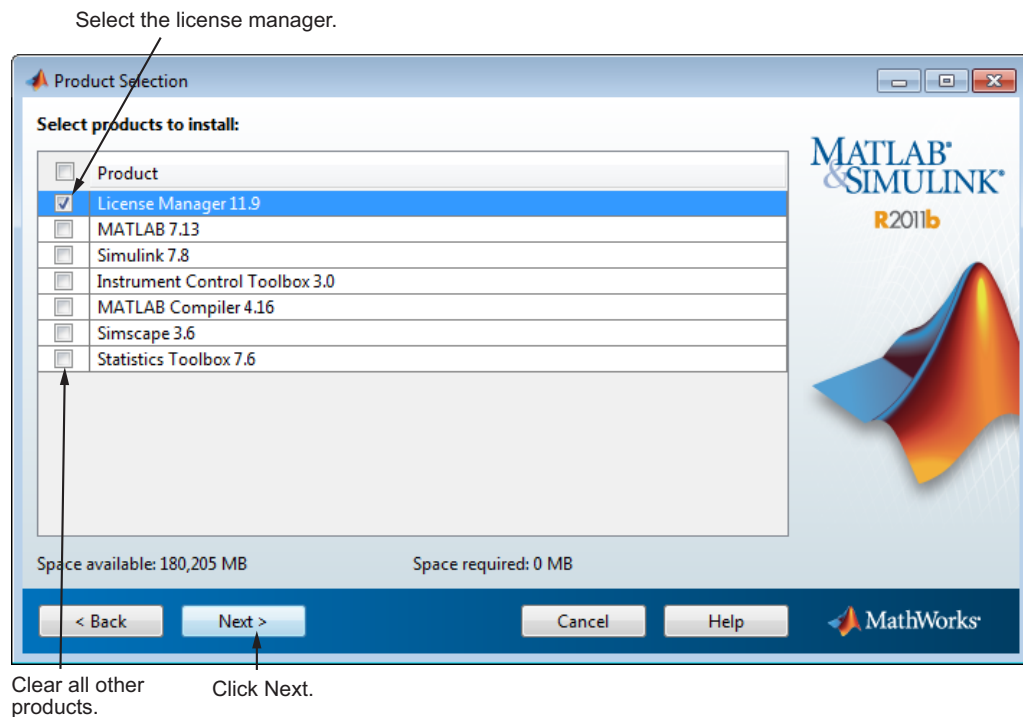 Select the license manager.
Product Selection
Select products to install:
Product
License Manager 11.9
MATLAB 7.13
Simulink 7.8
Instrument Control Toolbox 3.0
MATLAB Compiler 4.16
Simscape 3.6
Statistics Toolbox 7.6
MATLAB®
&SIMULINK®
R2011b
Space available: 180,205 MB
Space required: 0 MB
< Back
Next >
Cancel
Help
MathWorks®
Clear all other
products.
Click Next.